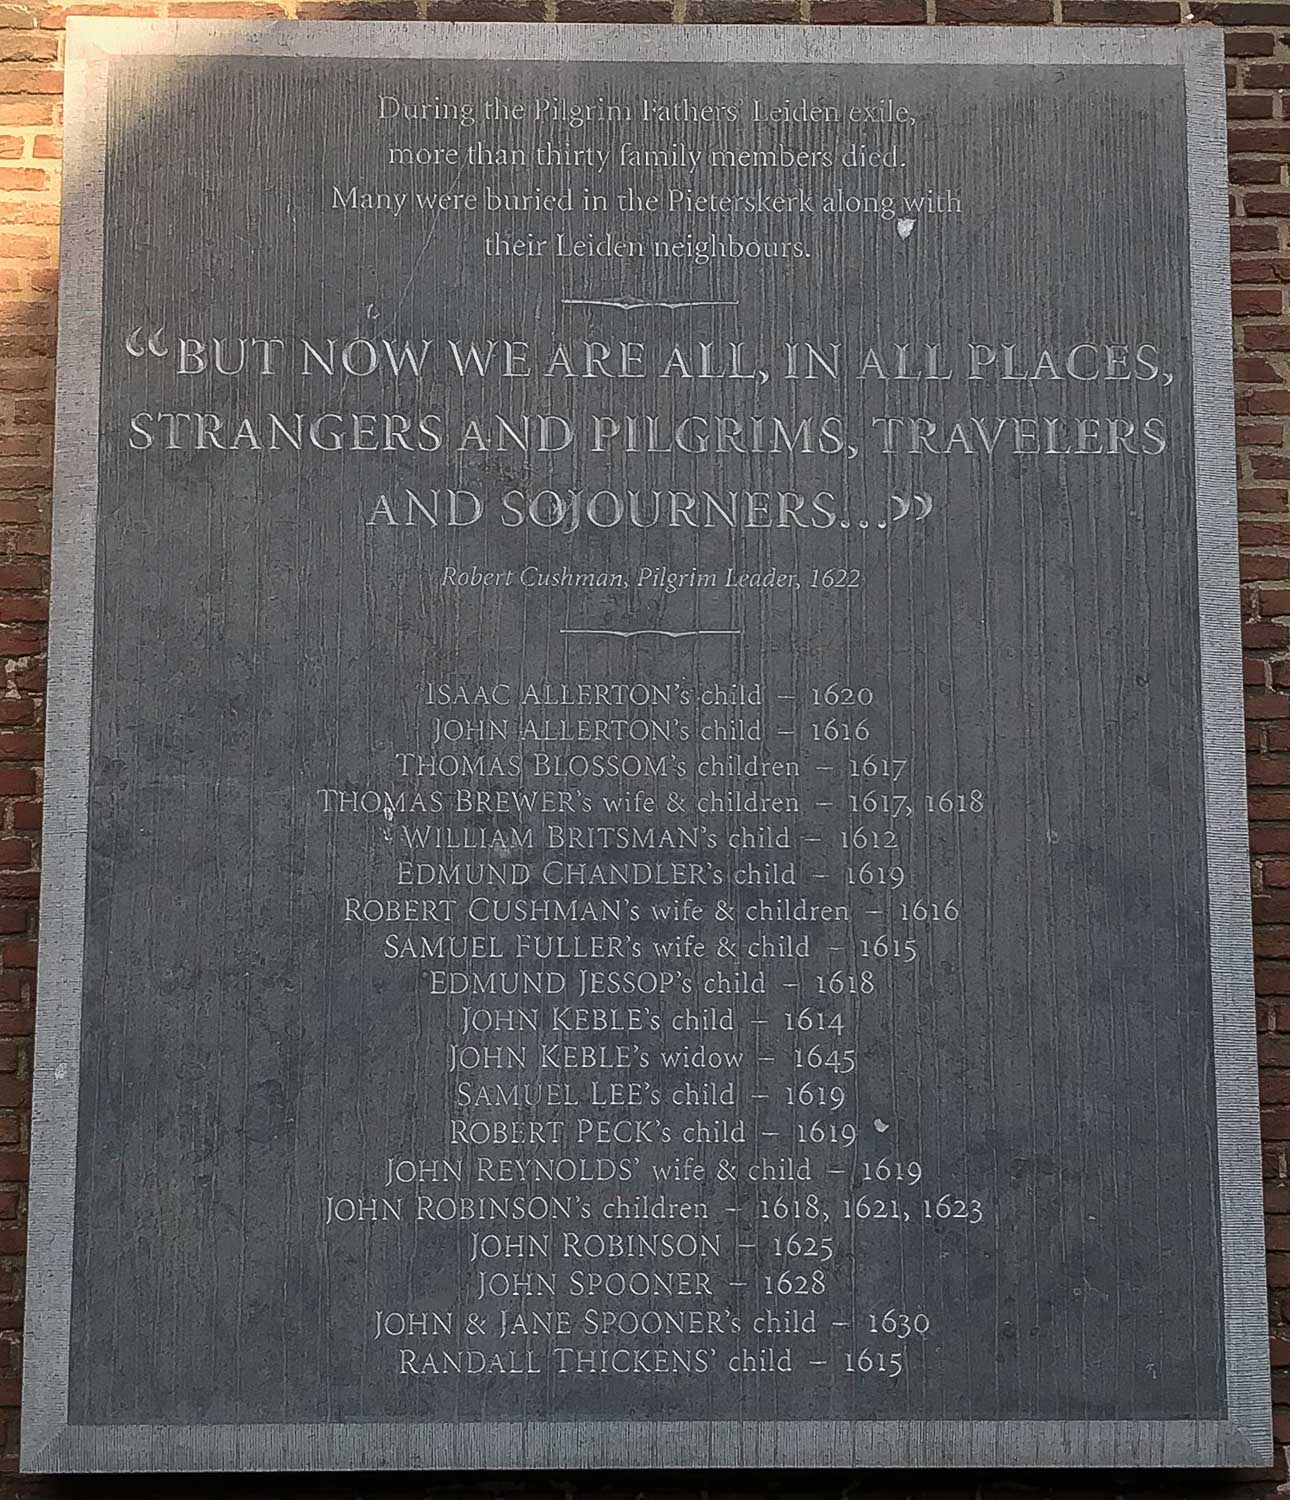 During the Pilgrim Fathers' Leiden exile,
more than thirty family members died.
Many were buried in the Pieterskerk along with
their Leiden neighbours.
“BUT NOW WE ARE ALL, IN ALL PLACES,
STRANGERS AND PILGRIMS, TRAVELERS
AND SOJOURNERS...”
Robert Cushman, Pilgrim Leader, 1622
ISAAC ALLERTON's child – 1620
JOHN ALLERTON's child – 1616
THOMAS BLOSSOM's children – 1617
THOMAS BREWER's wife & children – 1617, 1618
WILLIAM BRITSMAN's child – 1612
EDMUND CHANDLER's child – 1619
ROBERT CUSHMAN's wife & children – 1616
SAMUEL FULLER's wife & child – 1615
EDMUND JESSOP's child – 1618
JOHN KEBLE's child – 1614
JOHN KEBLE's widow – 1645
SAMUEL LEE's child – 1619
ROBERT PECK's child – 1619
JOHN REYNOLDS' wife & child – 1619
JOHN ROBINSON's children – 1618, 1621, 1623
JOHN ROBINSON – 1625
JOHN SPOONER – 1628
JOHN & JANE SPOONER's child – 1630
RANDALL THICKENS' child – 1615